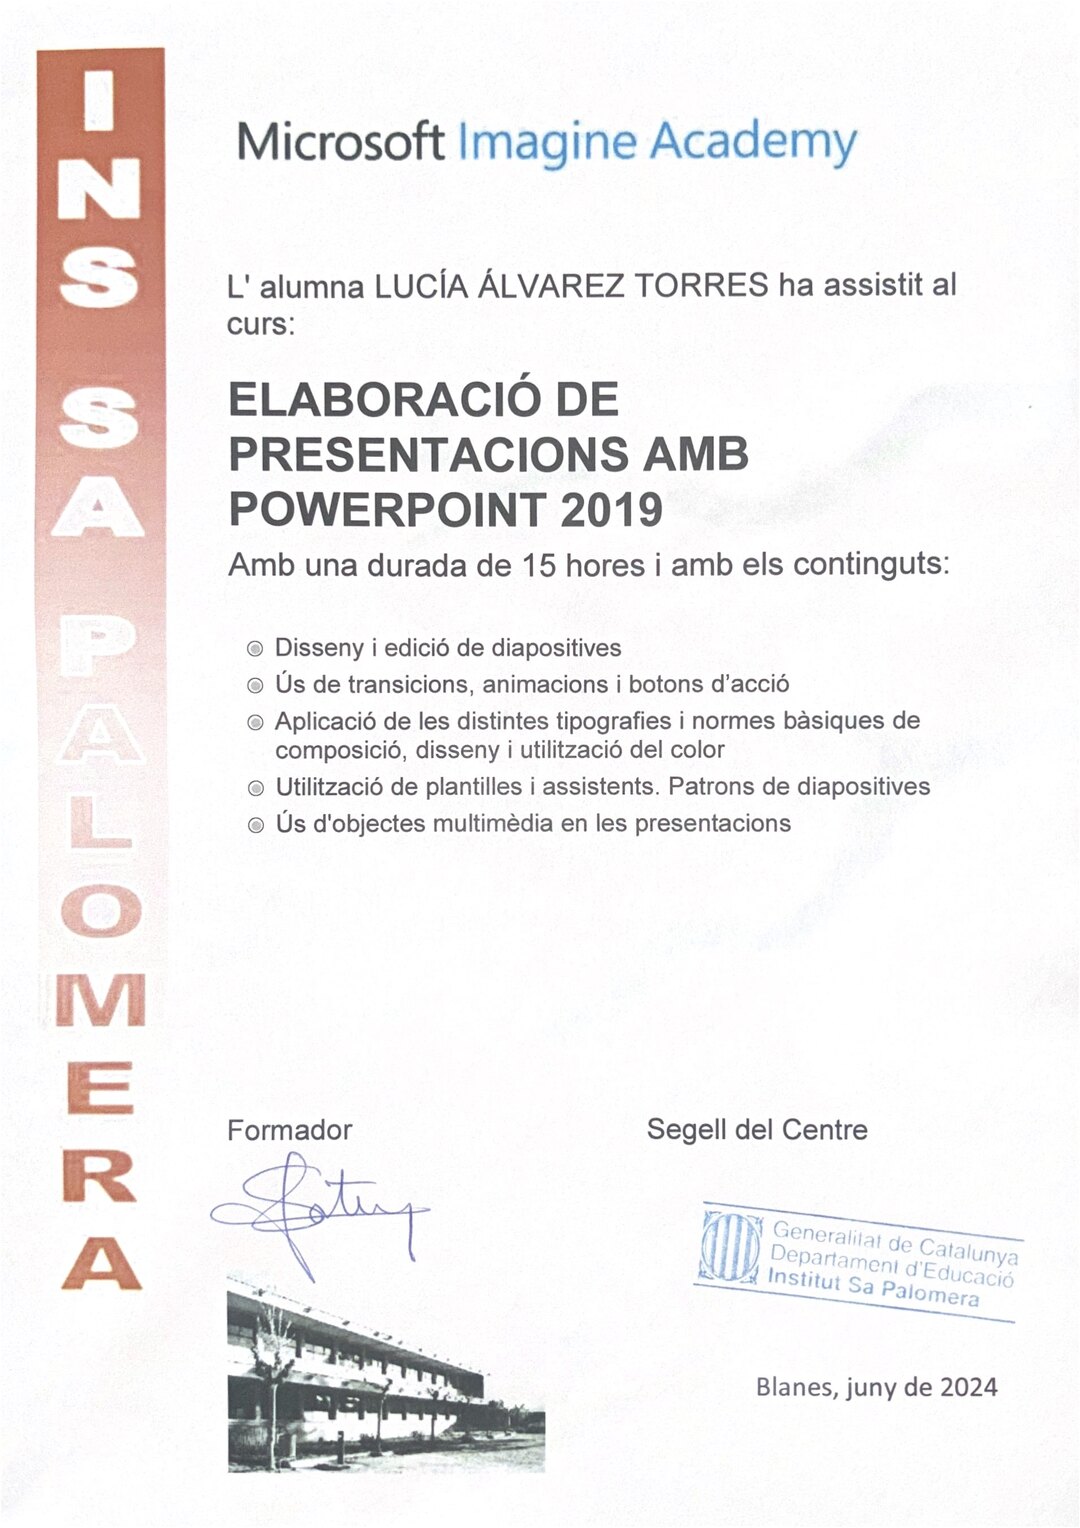 INS SA PALOMERA
Microsoft Imagine Academy
L' alumna LUCÍA ÁLVAREZ TORRES ha assistit al
curs:
ELABORACIÓ DE
PRESENTACIONS AMB
POWERPOINT 2019
Amb una durada de 15 hores i amb els continguts:
Disseny i edició de diapositives
Ús de transicions, animacions i botons d’acció
Aplicació de les distintes tipografies i normes bàsiques de
composició, disseny i utilització del color
Utilització de plantilles i assistents. Patrons de diapositives
Ús d'objectes multimèdia en les presentacions
Formador
Segell del Centre
Generalitat de Catalunya
Departament d'Educació
Institut Sa Palomera
Blanes, juny de 2024